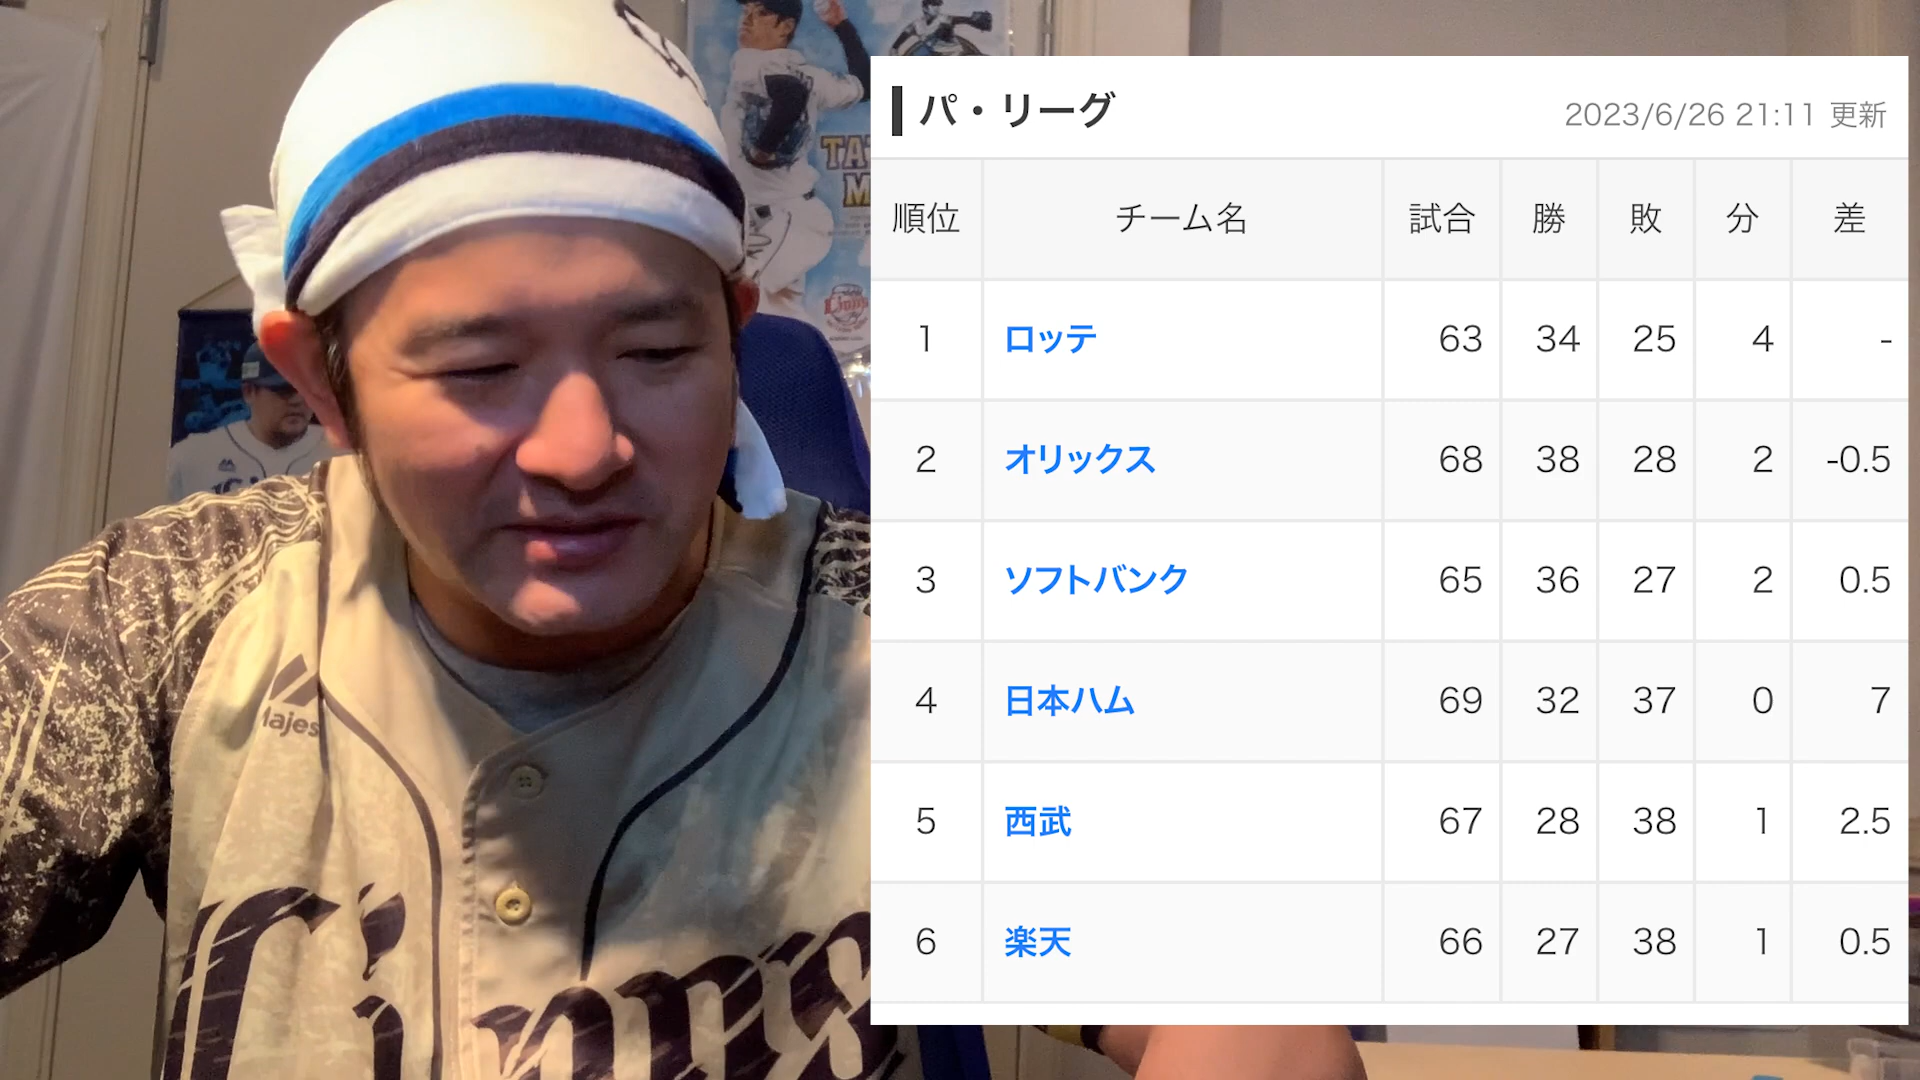 パ・リーグ
2023/6/26 21:11 更新
順位 チーム名 試合 勝 敗 分 差
1 ロッテ 63 34 25 4 -
2 オリックス 68 38 28 2 -0.5
3 ソフトバンク 65 36 27 2 0.5
4 日本ハム 69 32 37 0 7
5 西武 67 28 38 1 2.5
6 楽天 66 27 38 1 0.5
TA
M
Lions
Majes
Lions